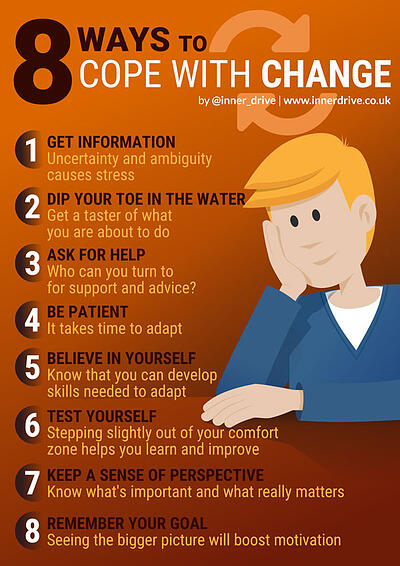 8 WAYS TO
COPE WITH CHANGE
by @inner_drive | www.innerdrive.co.uk
1 GET INFORMATION
Uncertainty and ambiguity
causes stress
2 DIP YOUR TOE IN THE WATER
Get a taster of what
you are about to do
3 ASK FOR HELP
Who can you turn to
for support and advice?
4 BE PATIENT
It takes time to adapt
5 BELIEVE IN YOURSELF
Know that you can develop
skills needed to adapt
6 TEST YOURSELF
Stepping slightly out of your comfort
zone helps you learn and improve
7 KEEP A SENSE OF PERSPECTIVE
Know what's important and what really matters
8 REMEMBER YOUR GOAL
Seeing the bigger picture will boost motivation